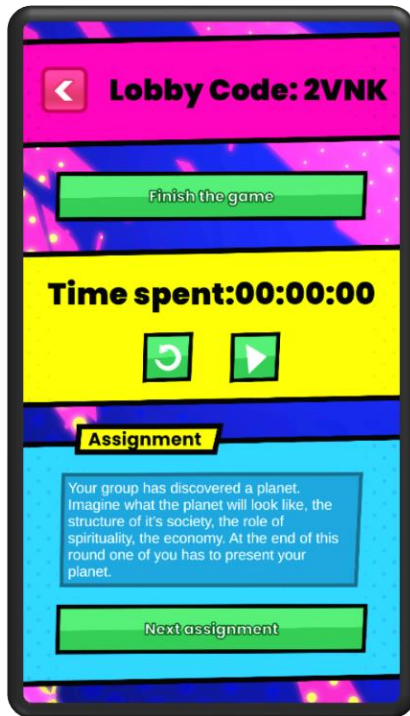 Lobby Code: 2VNK
Finish the game
Time spent:00:00:00
Assignment
Your group has discovered a planet.
Imagine what the planet will look like, the
structure of it's society, the role of
spirituality, the economy. At the end of this
round one of you has to present your
planet.
Next assignment